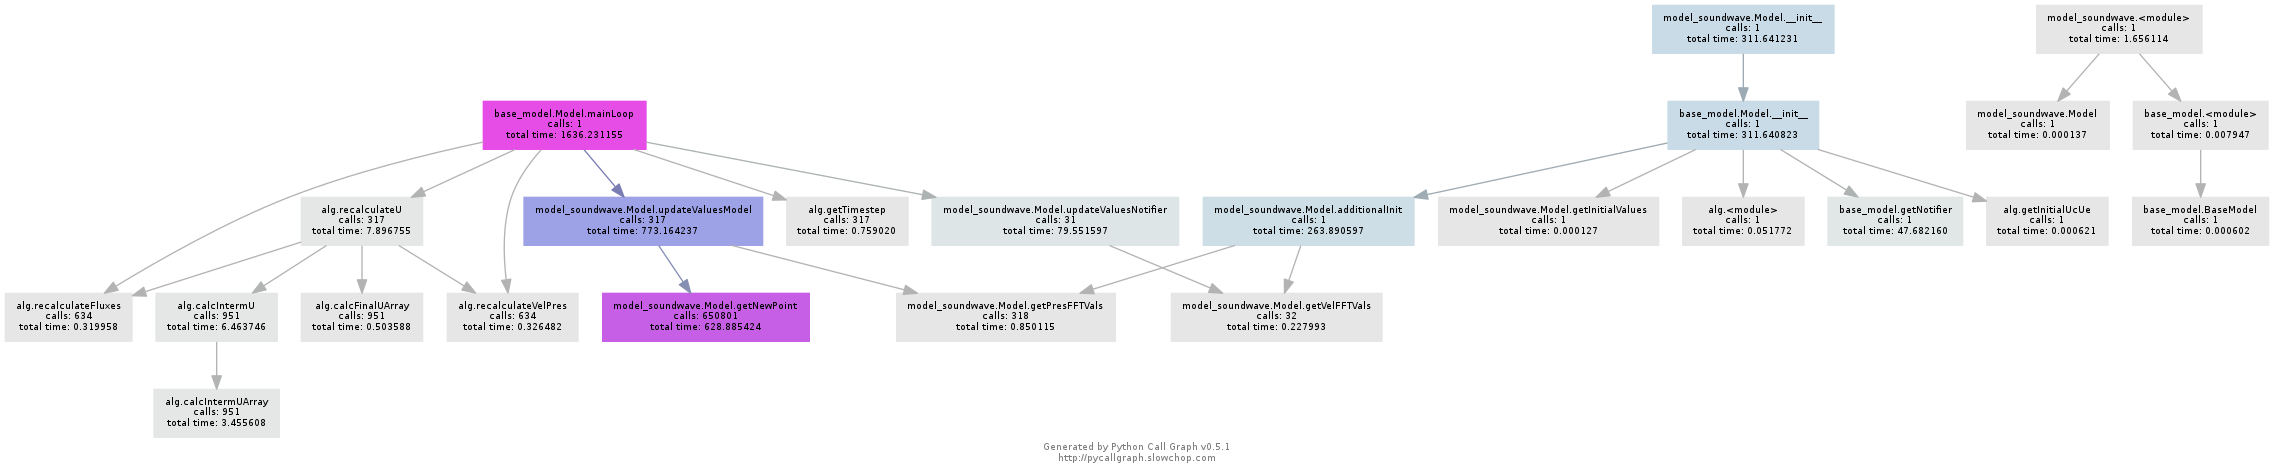 model_soundwave.Model.__init__
calls: 1
total time: 311.641231
model_soundwave.<module>
calls: 1
total time: 1.656114
base_model.Model.mainLoop
calls: 1
total time: 1636.231155
base_model.Model.__init__
calls: 1
total time: 311.640823
model_soundwave.Model
calls: 1
total time: 0.000137
base_model.<module>
calls: 1
total time: 0.007947
alg.recalculateU
calls: 317
total time: 7.896755
model_soundwave.Model.updateValuesModel
calls: 317
total time: 773.164237
alg.getTimestep
calls: 317
total time: 0.759020
model_soundwave.Model.updateValuesNotifier
calls: 31
total time: 79.551597
model_soundwave.Model.additionalInit
calls: 1
total time: 263.890597
model_soundwave.Model.getInitialValues
calls: 1
total time: 0.000127
alg.<module>
calls: 1
total time: 0.051772
base_model.getNotifier
calls: 1
total time: 47.682160
alg.getInitialUcUe
calls: 1
total time: 0.000621
base_model.BaseModel
calls: 1
total time: 0.000602
alg.recalculateFluxes
calls: 634
total time: 0.319958
alg.calcIntermU
calls: 951
total time: 6.463746
alg.calcFinalUArray
calls: 951
total time: 0.503588
alg.recalculateVelPres
calls: 634
total time: 0.326482
model_soundwave.Model.getNewPoint
calls: 650801
total time: 628.885424
model_soundwave.Model.getPresFFTVals
calls: 318
total time: 0.850115
model_soundwave.Model.getVelFFTVals
calls: 32
total time: 0.227993
alg.calcIntermUArray
calls: 951
total time: 3.455608
Generated by Python Call Graph v0.5.1
http://pycallgraph.slowchop.com